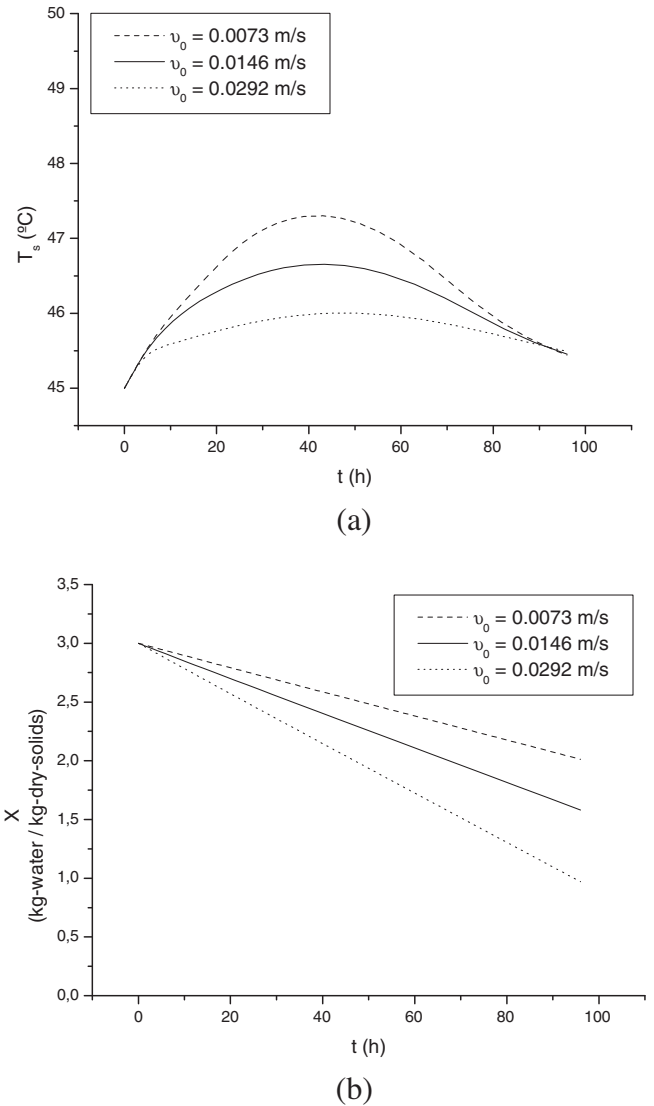 50
49
48
47
46
45
υ₀ = 0.0073 m/s
υ₀ = 0.0146 m/s
υ₀ = 0.0292 m/s
Tₛ (ºC)
0 20 40 60 80 100
t (h)
(a)
3,5
3,0
2,5
2,0
1,5
1,0
0,5
0,0
υ₀ = 0.0073 m/s
υ₀ = 0.0146 m/s
υ₀ = 0.0292 m/s
X
(kg-water / kg-dry-solids)
0 20 40 60 80 100
t (h)
(b)